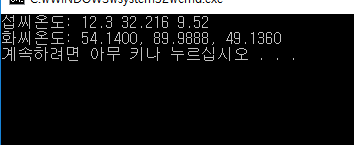 섭씨온도: 12.3 32.216 9.52
화씨온도: 54.1400, 89.9888, 49.1360
계속하려면 아무 키나 누르십시오 . . .